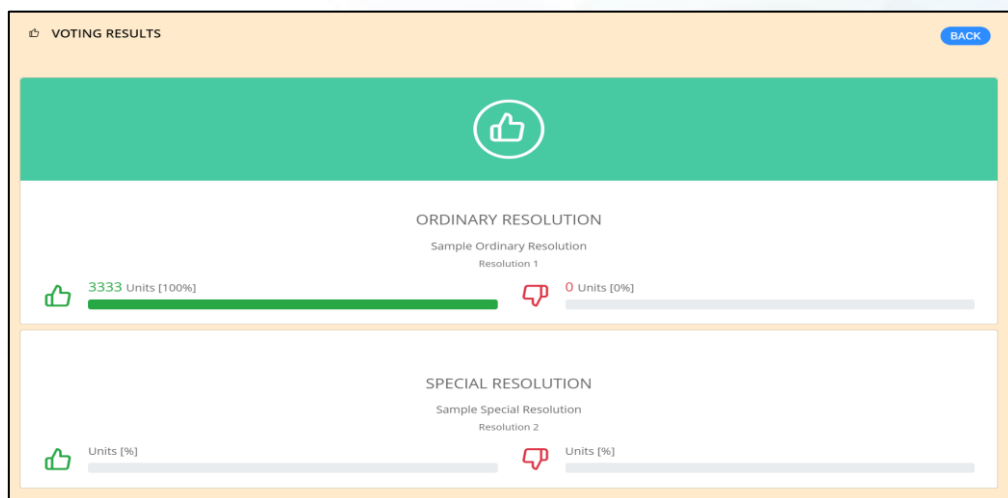 VOTING RESULTS
BACK
ORDINARY RESOLUTION
Sample Ordinary Resolution
Resolution 1
3333 Units [100%]
0 Units [0%]
SPECIAL RESOLUTION
Sample Special Resolution
Resolution 2
Units [%]
Units [%]